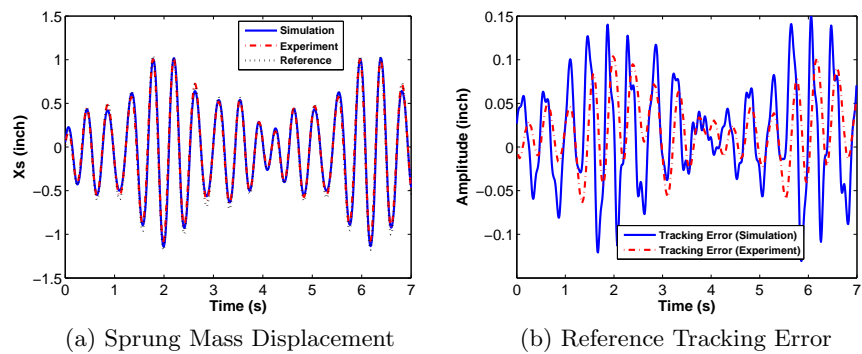 Simulation
Experiment
Reference
1.5
1
0.5
0
-0.5
-1
-1.5
Xs (inch)
0 1 2 3 4 5 6 7
Time (s)
(a) Sprung Mass Displacement
0.15
0.1
0.05
0
-0.05
-0.1
Amplitude (inch)
Tracking Error (Simulation)
Tracking Error (Experiment)
0 1 2 3 4 5 6 7
Time (s)
(b) Reference Tracking Error